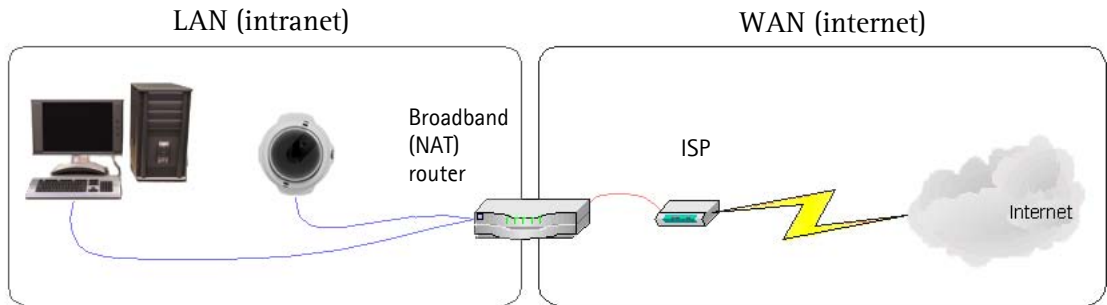 LAN (intranet)
WAN (internet)
Broadband
(NAT)
router
ISP
Internet